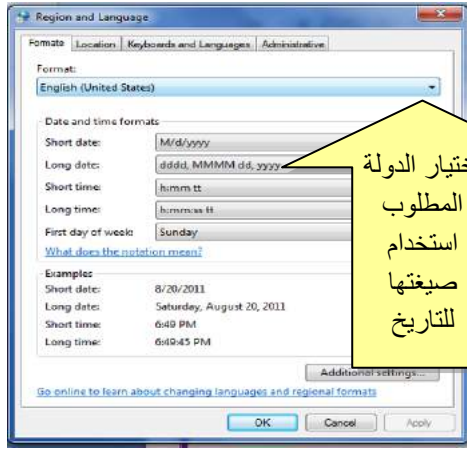 Region and Language
Formats Location Keyboards and Languages Administrative
Format:
English (United States)
Date and time formats
Short date: M/d/yyyy
Long date: dddd, MMMM dd, yyyy
Short time: h:mm tt
Long time: h:mm:ss tt
First day of week: Sunday
What does the notation mean?
Examples
Short date: 8/20/2011
Long date: Saturday, August 20, 2011
Short time: 6:49 PM
Long time: 6:49:45 PM
Additional settings...
Go online to learn about changing languages and regional formats
OK Cancel Apply
ختيار الدولة
المطلوب
استخدام
صيغتها
للتاريخ